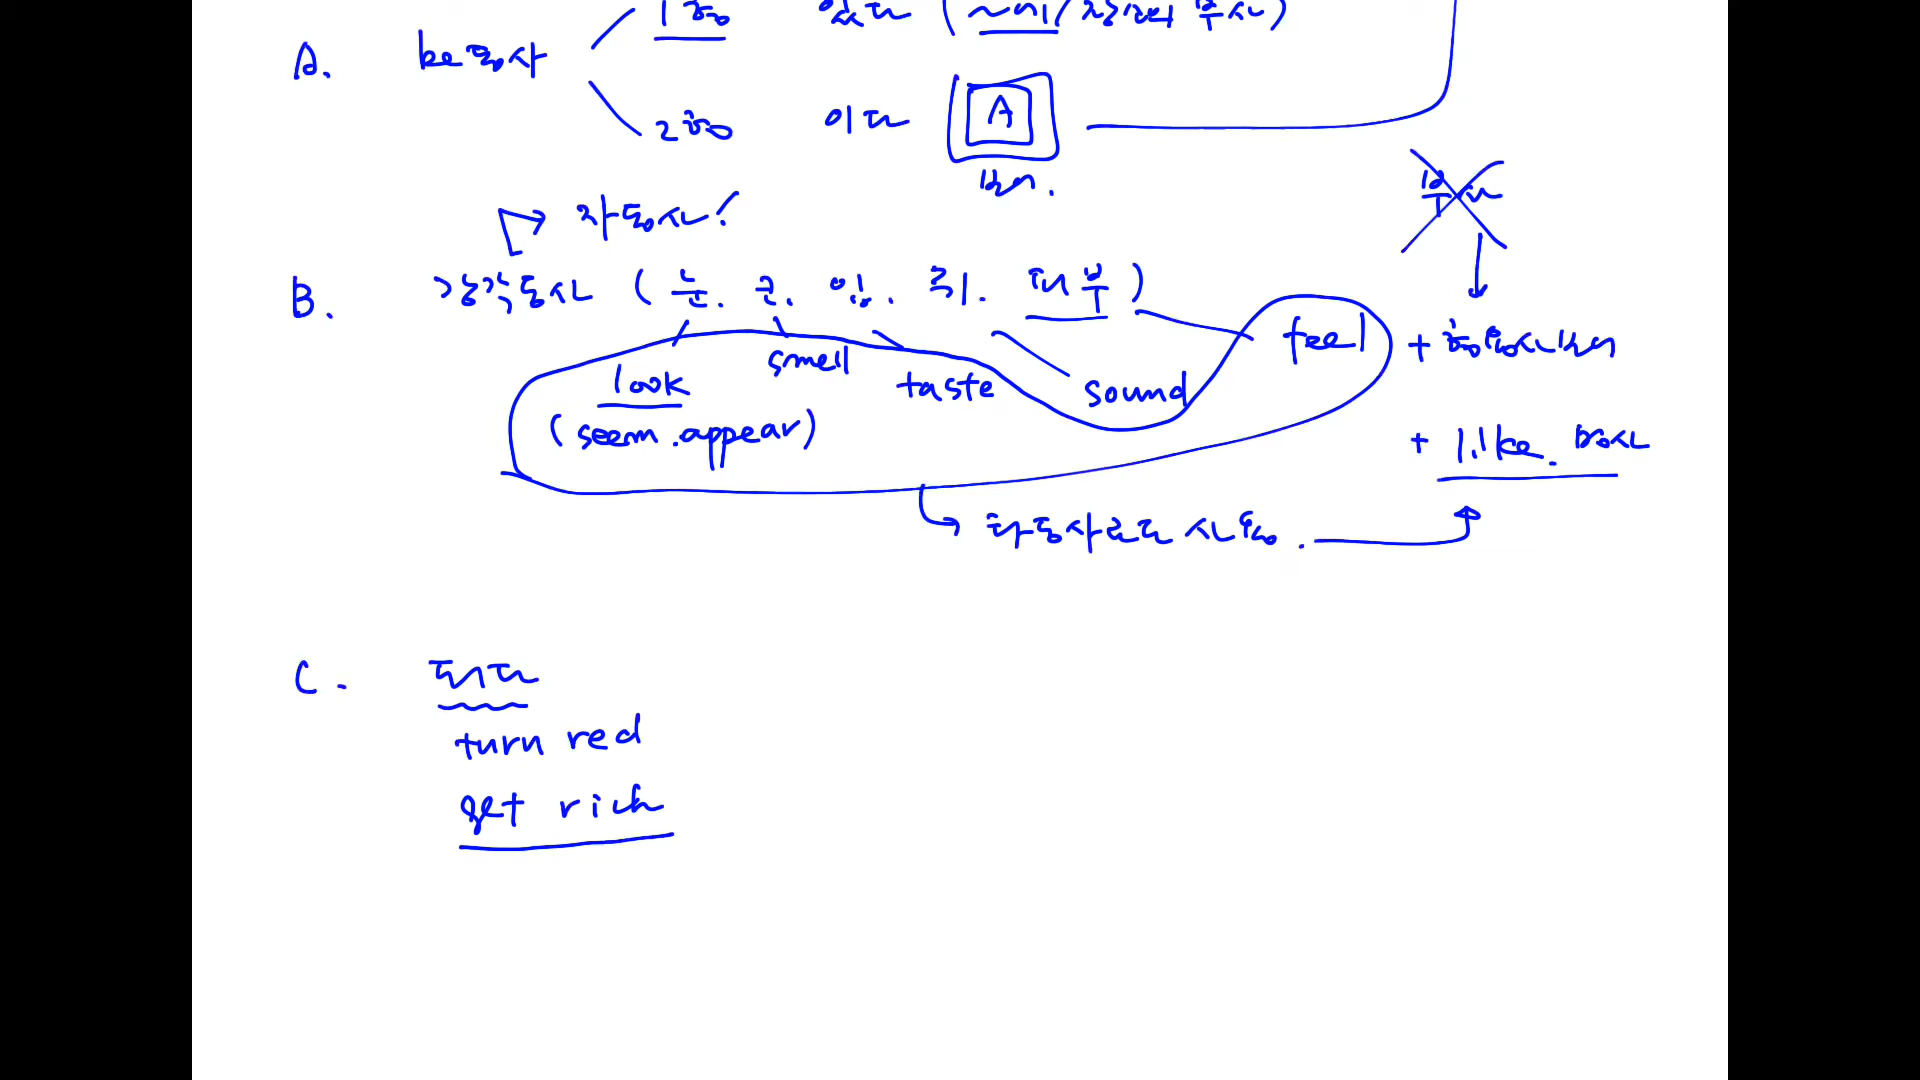 1형 있다 ( ~에 / 장소의 부사 )
A. be동사
2형 이다 A
보어.
부사
자동사!
B. 감각동사 ( 눈. 코. 입. 귀. 피부 )
feel + 형용사보어
smell
look taste sound
(seem.appear) + like. 명사
타동사로도 사용.
C. 되다
turn red
get rich